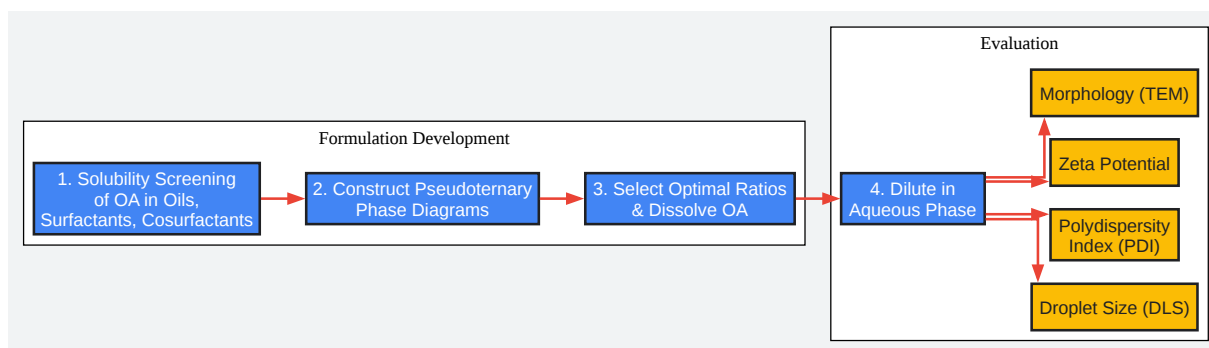 Formulation Development
1. Solubility Screening
of OA in Oils,
Surfactants, Cosurfactants
2. Construct Pseudoternary
Phase Diagrams
3. Select Optimal Ratios
& Dissolve OA
Evaluation
4. Dilute in
Aqueous Phase
Morphology (TEM)
Zeta Potential
Polydispersity
Index (PDI)
Droplet Size (DLS)